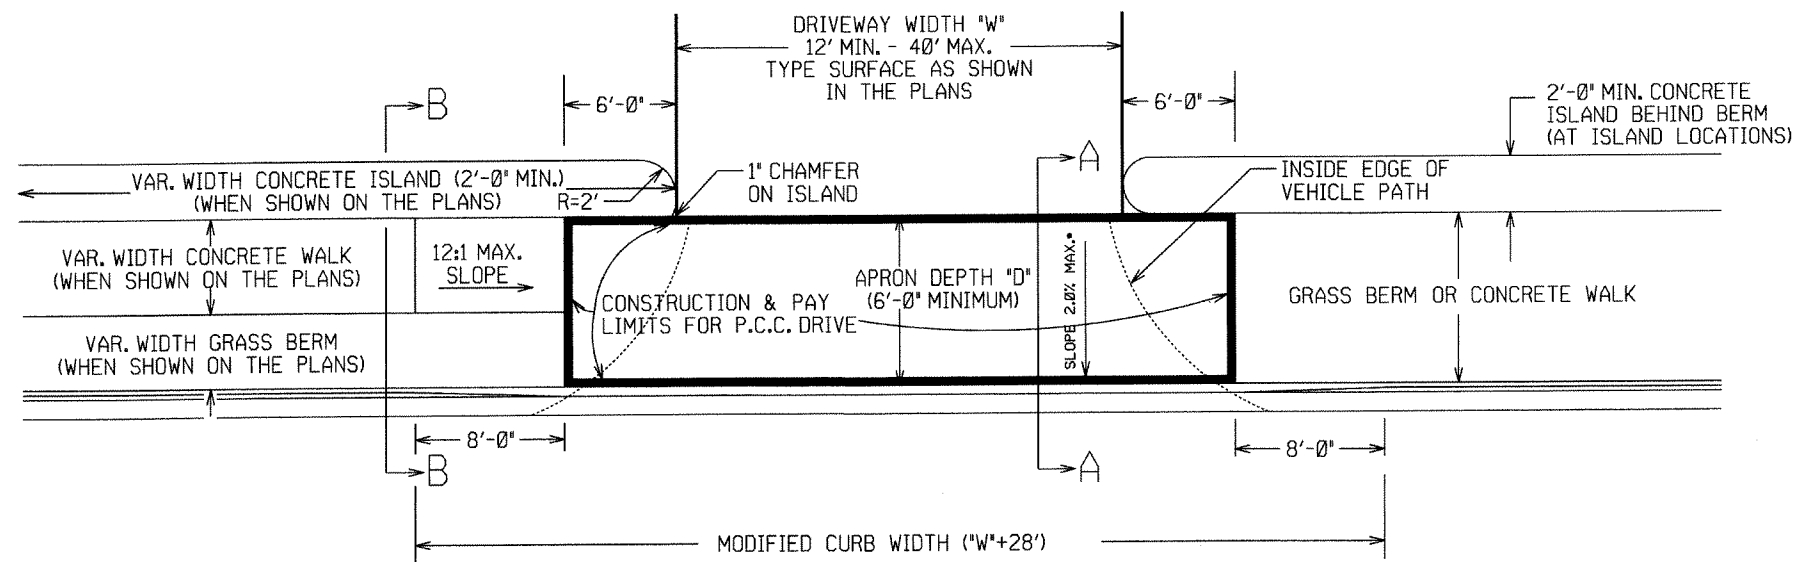 DRIVEWAY WIDTH "W"
12' MIN. - 40' MAX.
TYPE SURFACE AS SHOWN
IN THE PLANS
6'-0"
6'-0"
B
A
2'-0" MIN. CONCRETE
ISLAND BEHIND BERM
(AT ISLAND LOCATIONS)
VAR. WIDTH CONCRETE ISLAND (2'-0" MIN.)
(WHEN SHOWN ON THE PLANS)
R=2'
1" CHAMFER
ON ISLAND
INSIDE EDGE OF
VEHICLE PATH
VAR. WIDTH CONCRETE WALK
(WHEN SHOWN ON THE PLANS)
12:1 MAX.
SLOPE
CONSTRUCTION & PAY
LIMITS FOR P.C.C. DRIVE
APRON DEPTH "D"
(6'-0" MINIMUM)
SLOPE 2.0% MAX.*
GRASS BERM OR CONCRETE WALK
VAR. WIDTH GRASS BERM
(WHEN SHOWN ON THE PLANS)
8'-0"
B
A
8'-0"
MODIFIED CURB WIDTH ("W"+28')